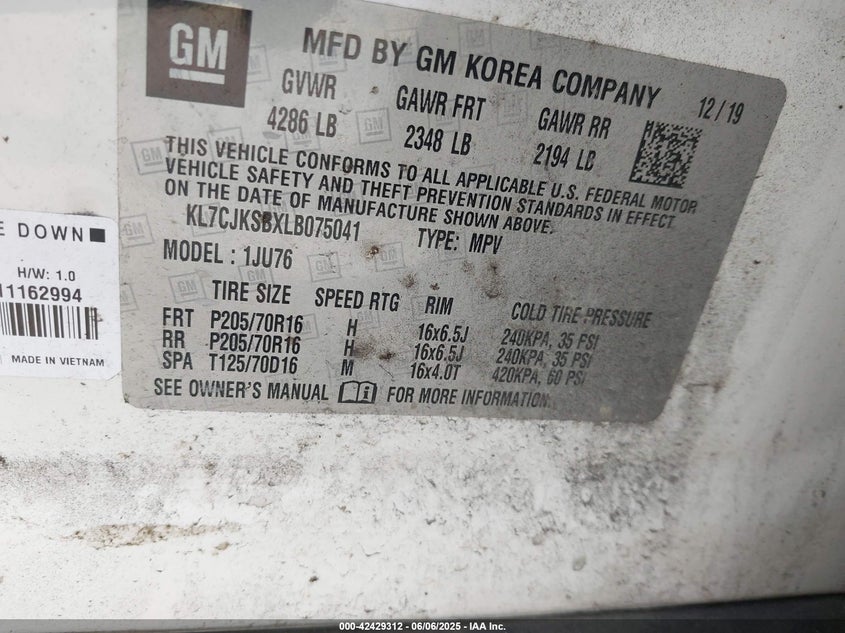 GM
MFD BY GM KOREA COMPANY
12/19
GVWR GAWR FRT GAWR RR
4286 LB 2348 LB 2194 LB
THIS VEHICLE CONFORMS TO ALL APPLICABLE U.S. FEDERAL MOTOR
VEHICLE SAFETY AND THEFT PREVENTION STANDARDS IN EFFECT
ON THE DATE OF MANUFACTURE SHOWN ABOVE.
KL7CJKSBXLB075041 TYPE: MPV
MODEL : 1JU76
TIRE SIZE SPEED RTG RIM COLD TIRE PRESSURE
FRT P205/70R16 H 16x6.5J 240KPA, 35 PSI
RR P205/70R16 H 16x6.5J 240KPA, 35 PSI
SPA T125/70D16 M 16x4.0T 420KPA, 60 PSI
SEE OWNER'S MANUAL FOR MORE INFORMATION.
E DOWN
H/W: 1.0
11162994
MADE IN VIETNAM
000-42429312 - 06/06/2025 - IAA Inc.